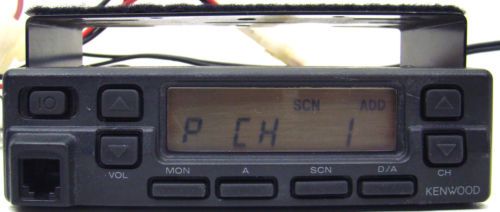 SCN ADD
P CH 1
VOL MON A SCN D/A CH
KENWOOD